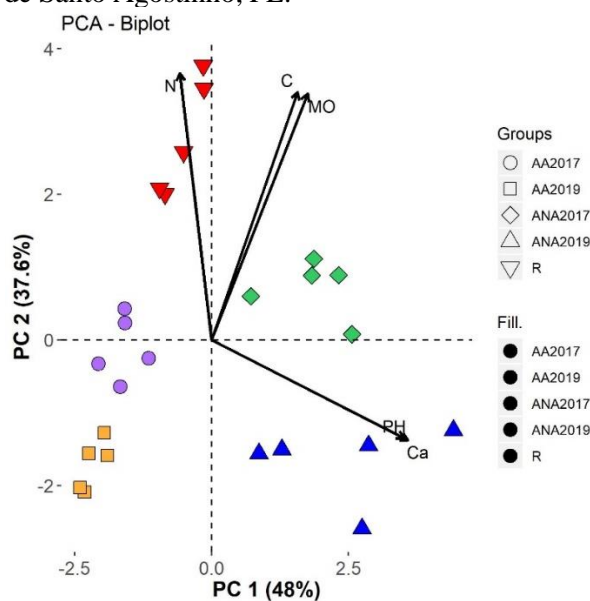 de Santo Agostinho, PE.
PCA - Biplot
4
2
0
-2
PC 2 (37.6%)
N
C
MO
PH
Ca
-2.5
0.0
2.5
PC 1 (48%)
Groups
AA2017
AA2019
ANA2017
ANA2019
R
Fill.
AA2017
AA2019
ANA2017
ANA2019
R